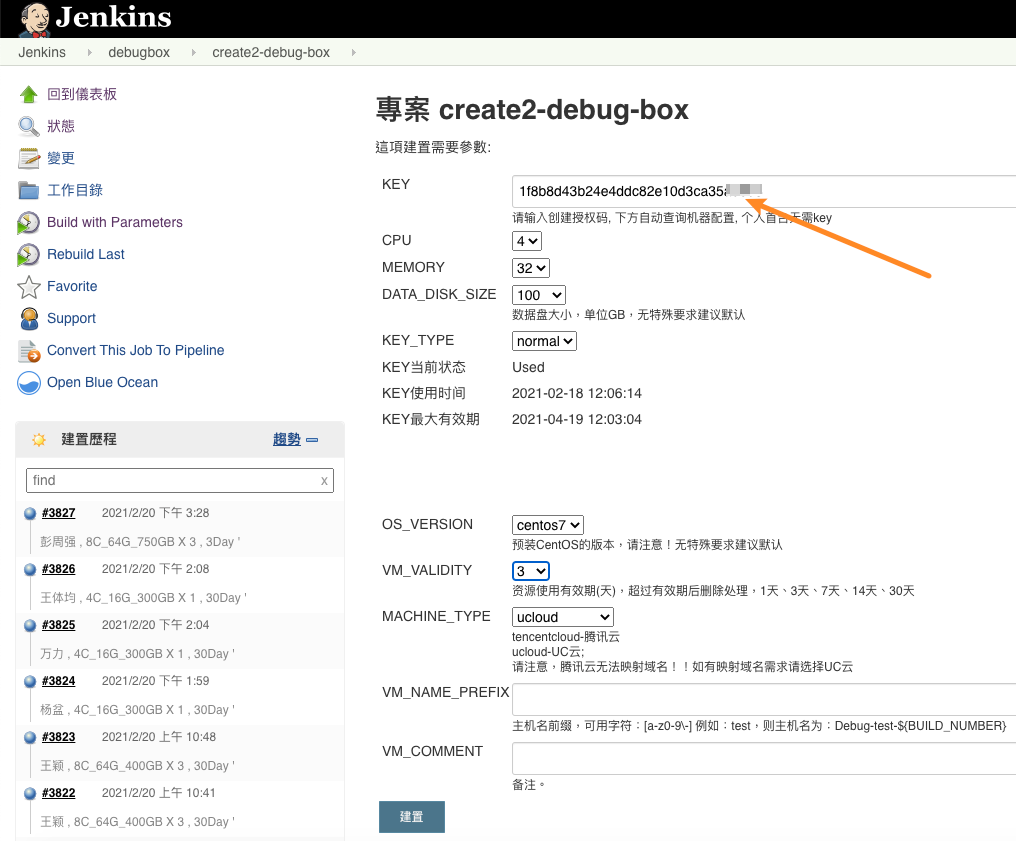 Jenkins
Jenkins
debugbox
create2-debug-box
回到儀表板
狀態
變更
工作目錄
Build with Parameters
Rebuild Last
Favorite
Support
Convert This Job To Pipeline
Open Blue Ocean
建置歷程
趨勢
find x
#3827 2021/2/20 下午 3:28
彭周强 , 8C_64G_750GB X 3 , 3Day '
#3826 2021/2/20 下午 2:08
王体均 , 4C_16G_300GB X 1 , 30Day '
#3825 2021/2/20 下午 2:04
万力 , 4C_16G_300GB X 1 , 30Day '
#3824 2021/2/20 下午 1:59
杨盆 , 4C_16G_300GB X 1 , 30Day '
#3823 2021/2/20 上午 10:48
王颖 , 8C_64G_400GB X 3 , 30Day '
#3822 2021/2/20 上午 10:41
王颖 , 8C_64G_400GB X 3 , 30Day '
專案 create2-debug-box
這項建置需要參數:
KEY
1f8b8d43b24e4ddc82e10d3ca35
请输入创建授权码, 下方自动查询机器配置, 个人首台无需key
CPU
4
MEMORY
32
DATA_DISK_SIZE
100
数据盘大小，单位GB，无特殊要求建议默认
KEY_TYPE
normal
KEY当前状态
Used
KEY使用时间
2021-02-18 12:06:14
KEY最大有效期
2021-04-19 12:03:04
OS_VERSION
centos7
预装CentOS的版本，请注意！无特殊要求建议默认
VM_VALIDITY
3
资源使用有效期(天)，超过有效期后删除处理，1天、3天、7天、14天、30天
MACHINE_TYPE
ucloud
tencentcloud-腾讯云
ucloud-UC云;
请注意，腾讯云无法映射域名！！如有映射域名需求请选择UC云
VM_NAME_PREFIX
主机名前缀，可用字符：[a-z0-9\-] 例如：test，则主机名为：Debug-test-${BUILD_NUMBER}
VM_COMMENT
备注。
建置